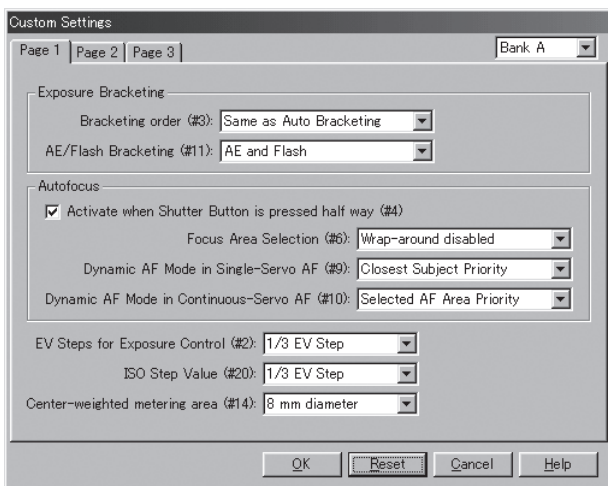 Custom Settings
Page 1 Page 2 Page 3 Bank A
Exposure Bracketing
Bracketing order (#3): Same as Auto Bracketing
AE/Flash Bracketing (#11): AE and Flash
Autofocus
Activate when Shutter Button is pressed half way (#4)
Focus Area Selection (#6): Wrap-around disabled
Dynamic AF Mode in Single-Servo AF (#9): Closest Subject Priority
Dynamic AF Mode in Continuous-Servo AF (#10): Selected AF Area Priority
EV Steps for Exposure Control (#2): 1/3 EV Step
ISO Step Value (#20): 1/3 EV Step
Center-weighted metering area (#14): 8 mm diameter
OK Reset Cancel Help